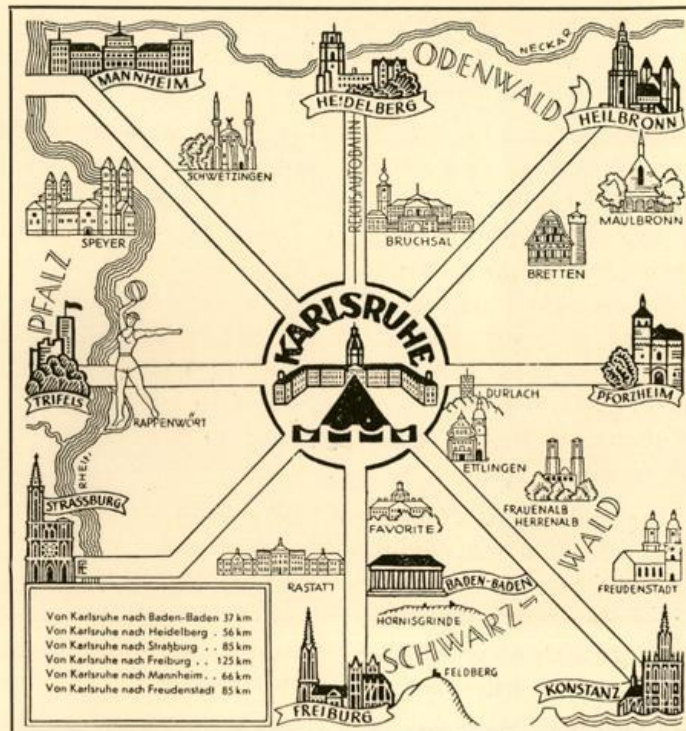 NECKAR
ODENWALD
MANNHEIM
HEIDELBERG
HEILBRONN
SCHWETZINGEN
REICHSAUTOBAHN
BRUCHSAL
MAULBRONN
BRETTEN
SPEYER
PFALZ
KARLSRUHE
TRIFELS
RAPPENWÖRT
PFORZHEIM
DURLACH
ETTLINGEN
RHEIN
STRASSBURG
FRAUENALB
HERRENALB
FAVORITE
RASTATT
BADEN-BADEN
FREUDENSTADT
HORNISGRINDE
SCHWARZ=
WALD
FELDBERG
FREIBURG
KONSTANZ
Von Karlsruhe nach Baden-Baden 37 km
Von Karlsruhe nach Heidelberg . 56 km
Von Karlsruhe nach Straßburg . . 85 km
Von Karlsruhe nach Freiburg . . 125 km
Von Karlsruhe nach Mannheim . . 66 km
Von Karlsruhe nach Freudenstadt 85 km